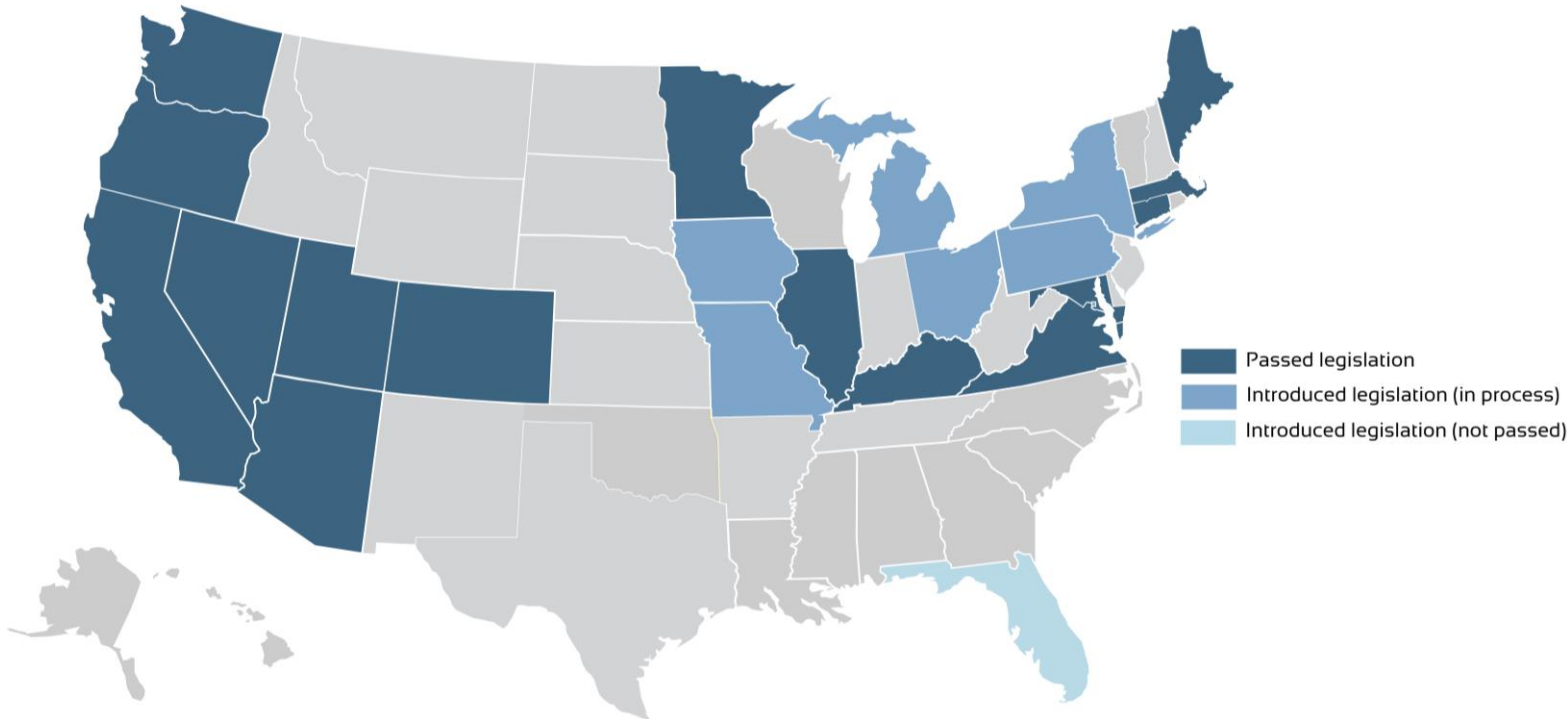 Passed legislation
Introduced legislation (in process)
Introduced legislation (not passed)